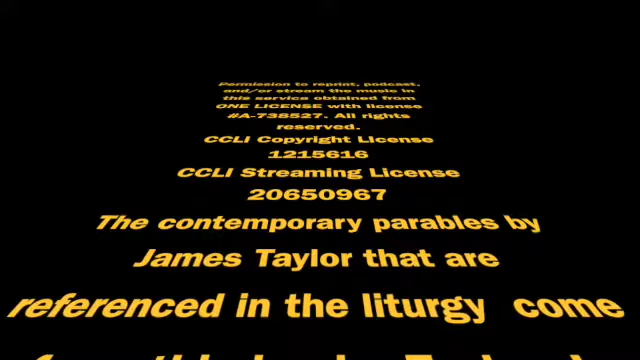 Permission to reprint, podcast,
and/or stream the music in
this service obtained from
ONE LICENSE with license
#A-738527. All rights
reserved.
CCLI Copyright License
1215616
CCLI Streaming License
20650967
The contemporary parables by
James Taylor that are
referenced in the liturgy come